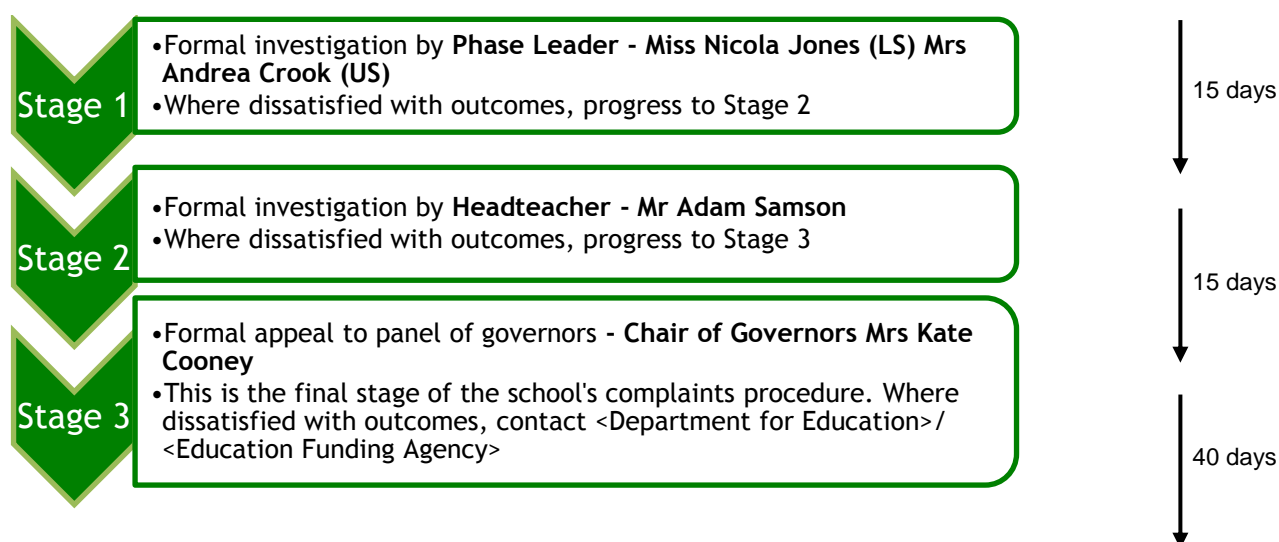 Stage 1
•Formal investigation by Phase Leader - Miss Nicola Jones (LS) Mrs
Andrea Crook (US)
•Where dissatisfied with outcomes, progress to Stage 2
15 days
Stage 2
•Formal investigation by Headteacher - Mr Adam Samson
•Where dissatisfied with outcomes, progress to Stage 3
15 days
Stage 3
•Formal appeal to panel of governors - Chair of Governors Mrs Kate
Cooney
•This is the final stage of the school's complaints procedure. Where
dissatisfied with outcomes, contact <Department for Education>/
<Education Funding Agency>
40 days